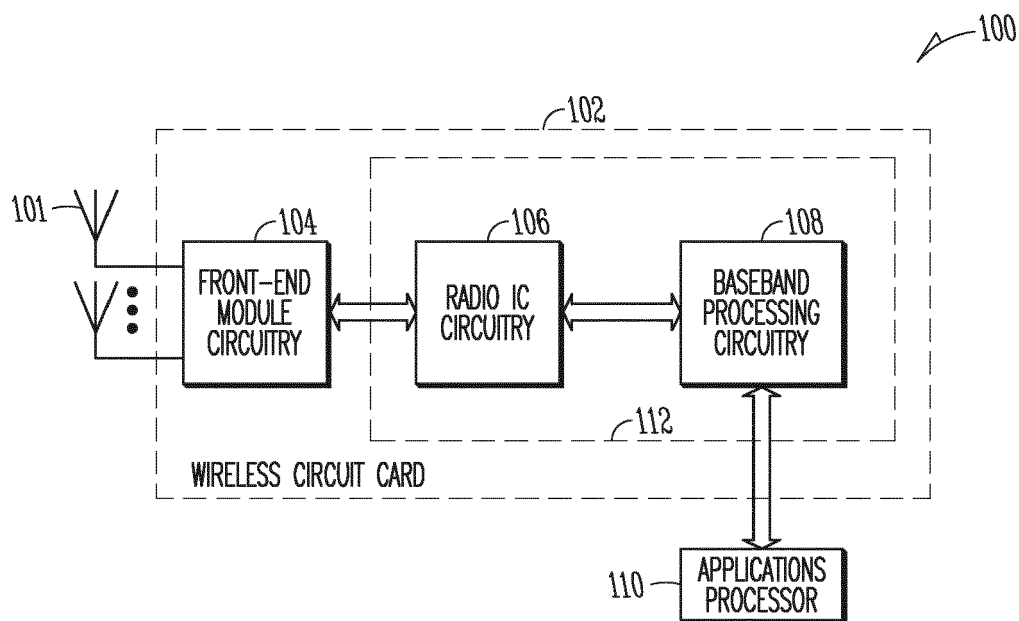 100
102
101
104
106
108
FRONT-END
MODULE
CIRCUITRY
RADIO IC
CIRCUITRY
BASEBAND
PROCESSING
CIRCUITRY
112
WIRELESS CIRCUIT CARD
110
APPLICATIONS
PROCESSOR